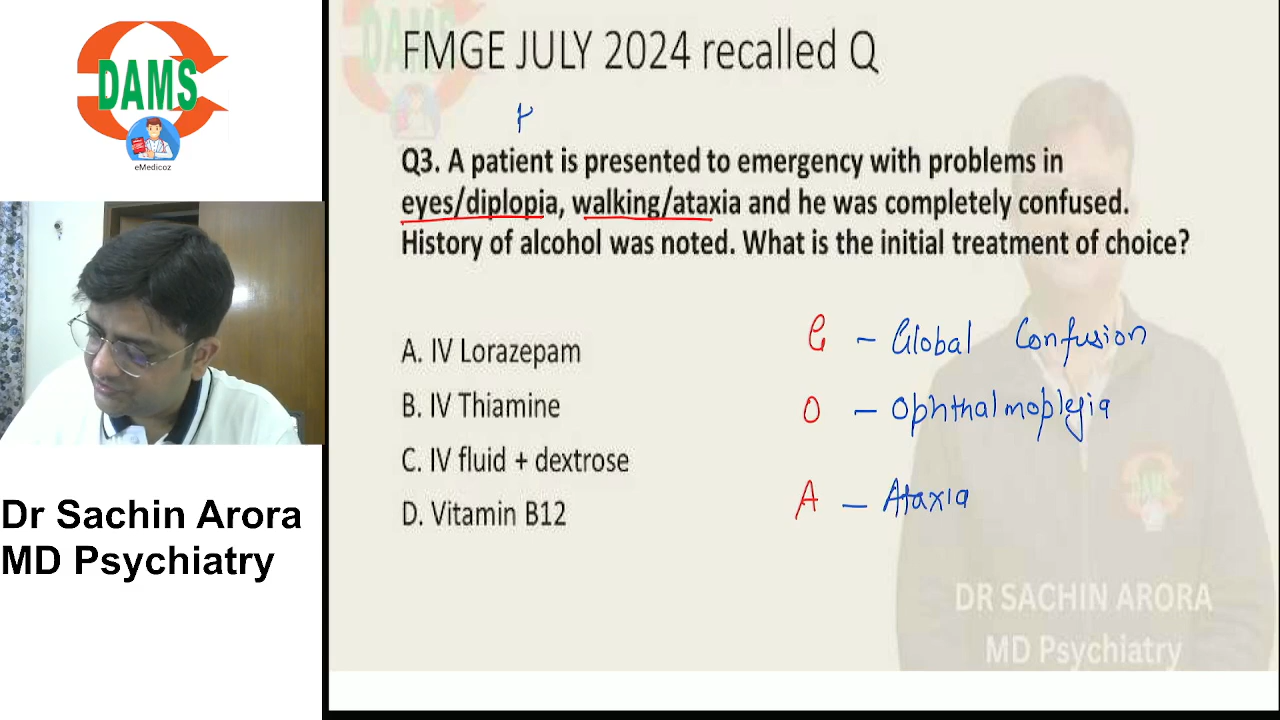 DAMS
eMedicoz
Dr Sachin Arora
MD Psychiatry
FMGE JULY 2024 recalled Q
Q3. A patient is presented to emergency with problems in
eyes/diplopia, walking/ataxia and he was completely confused.
History of alcohol was noted. What is the initial treatment of choice?
A. IV Lorazepam
B. IV Thiamine
C. IV fluid + dextrose
D. Vitamin B12
G – Global Confusion
O – Ophthalmoplegia
A – Ataxia
DAMS
DAMS
DR SACHIN ARORA
MD Psychiatry